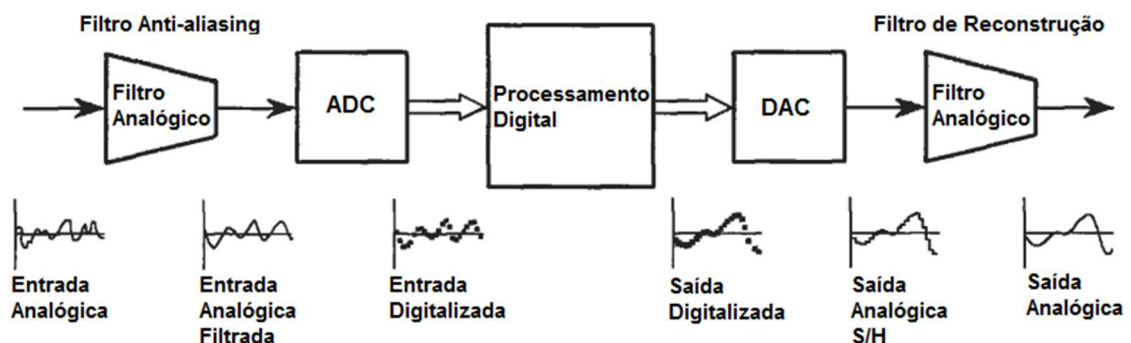 Filtro Anti-aliasing
Filtro de Reconstrução
Filtro
Analógico
ADC
Processamento
Digital
DAC
Filtro
Analógico
Entrada
Analógica
Entrada
Analógica
Filtrada
Entrada
Digitalizada
Saída
Digitalizada
Saída
Analógica
S/H
Saída
Analógica